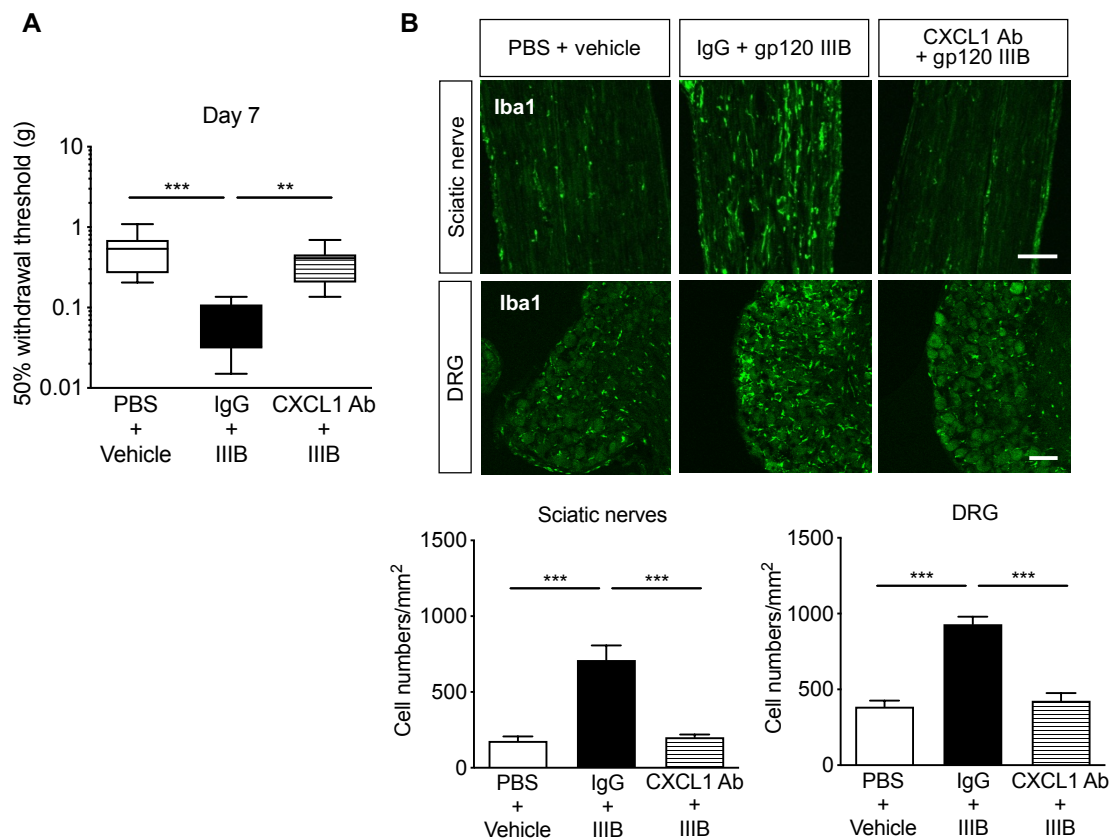 A
Day 7
50% withdrawal threshold (g)
10
1
0.1
0.01
***
**
PBS
+
Vehicle
IgG
+
IIIB
CXCL1 Ab
+
IIIB
B
PBS + vehicle
IgG + gp120 IIIB
CXCL1 Ab
+ gp120 IIIB
Sciatic nerve
Iba1
DRG
Iba1
Sciatic nerves
Cell numbers/mm²
1500
1000
500
0
***
***
PBS
+
Vehicle
IgG
+
IIIB
CXCL1 Ab
+
IIIB
DRG
Cell numbers/mm²
1500
1000
500
0
***
***
PBS
+
Vehicle
IgG
+
IIIB
CXCL1 Ab
+
IIIB